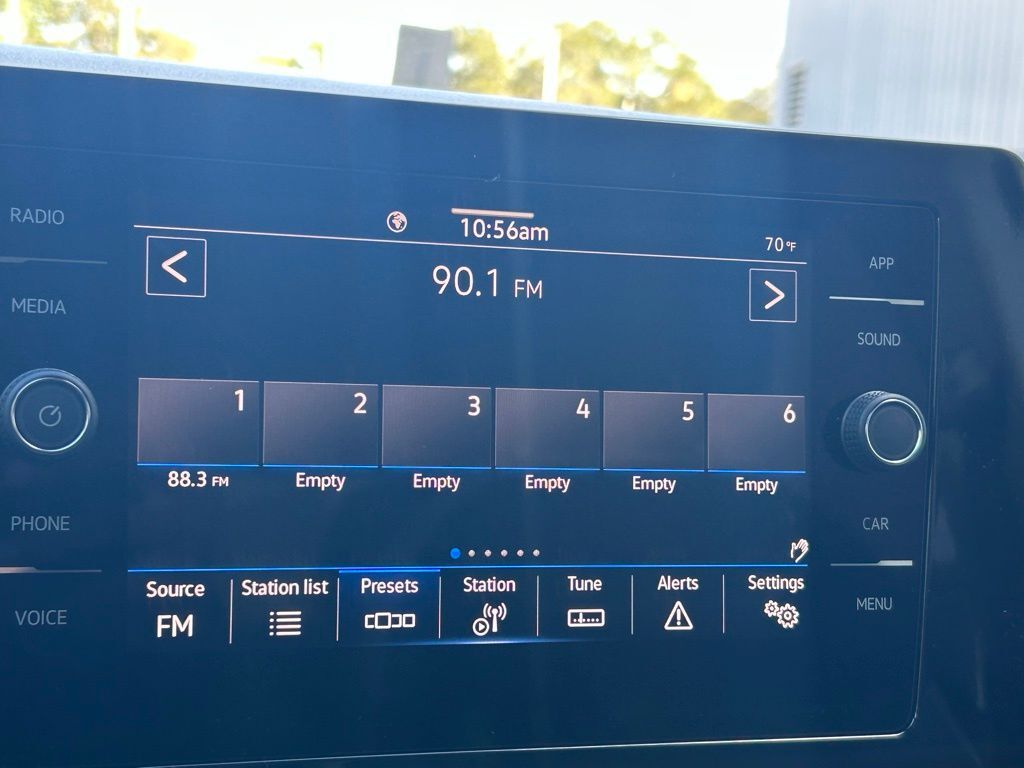 RADIO
MEDIA
PHONE
VOICE
10:56am
70°F
90.1 FM
1 2 3 4 5 6
88.3 FM Empty Empty Empty Empty Empty
Source Station list Presets Station Tune Alerts Settings
FM
APP
SOUND
CAR
MENU